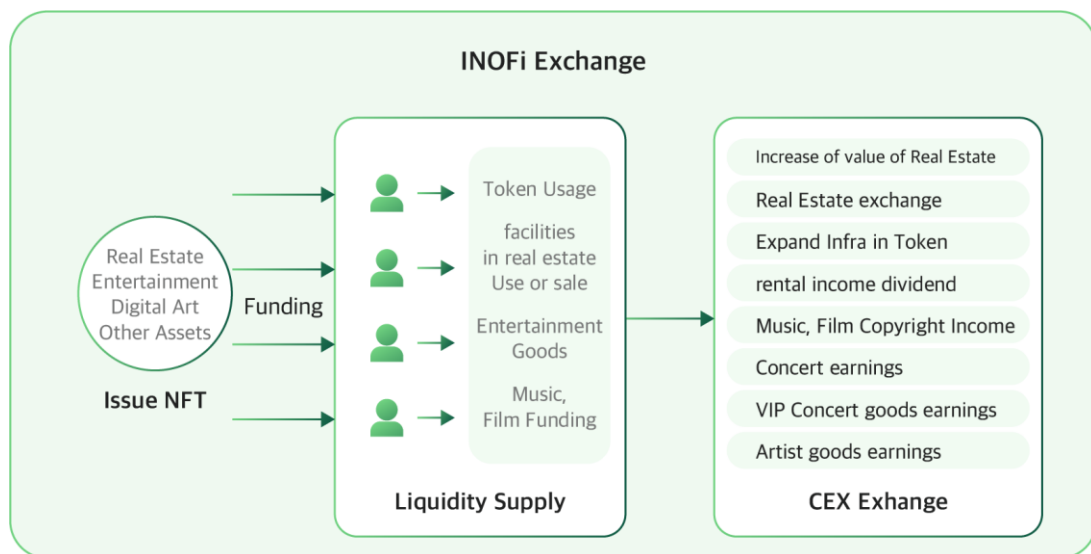 INOFi Exchange
Real Estate
Entertainment
Digital Art
Other Assets
Issue NFT
Funding
Token Usage
facilities
in real estate
Use or sale
Entertainment
Goods
Music,
Film Funding
Liquidity Supply
Increase of value of Real Estate
Real Estate exchange
Expand Infra in Token
rental income dividend
Music, Film Copyright Income
Concert earnings
VIP Concert goods earnings
Artist goods earnings
CEX Exhange